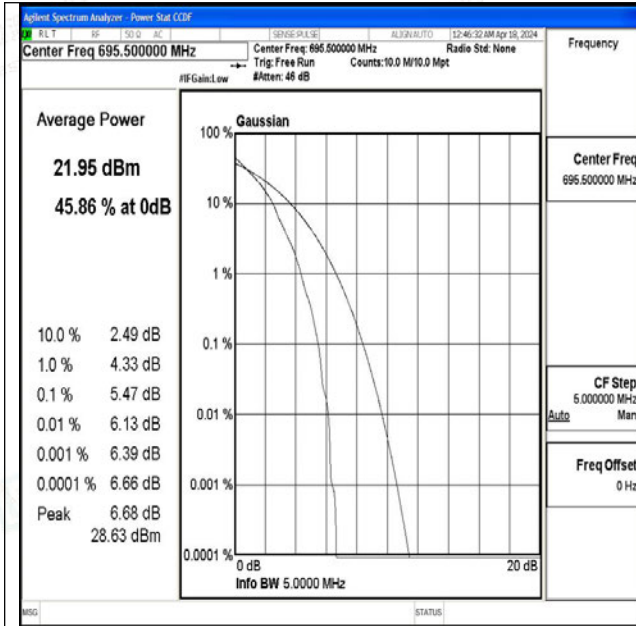 Agilent Spectrum Analyzer - Power Stat CCDF
RL T RF 50 Ω AC SENSE:PULSE ALIGNAUTO 12:46:32 AM Apr 18, 2024
Center Freq 695.500000 MHz
Center Freq: 695.500000 MHz Radio Std: None
Trig: Free Run Counts:10.0 M/10.0 Mpt
#IFGain:Low #Atten: 46 dB
Frequency
Average Power
21.95 dBm
45.86 % at 0dB
10.0 % 2.49 dB
1.0 % 4.33 dB
0.1 % 5.47 dB
0.01 % 6.13 dB
0.001 % 6.39 dB
0.0001 % 6.66 dB
Peak 6.68 dB
28.63 dBm
Gaussian
100 %
10 %
1 %
0.1 %
0.01 %
0.001 %
0.0001 %
0 dB 20 dB
Info BW 5.0000 MHz
Center Freq
695.500000 MHz
CF Step
5.000000 MHz
Auto Man
Freq Offset
0 Hz
MSG STATUS